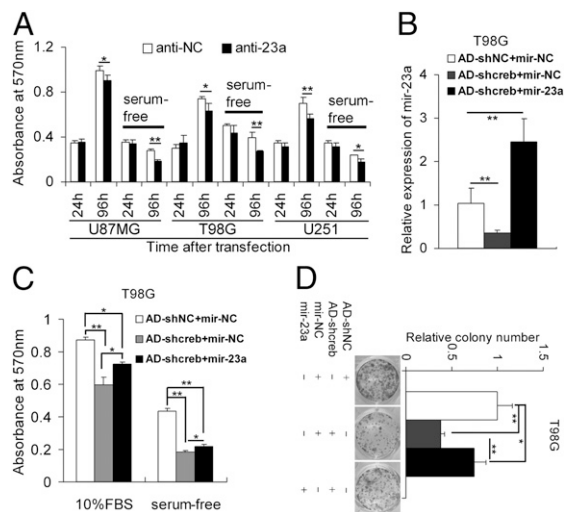 A
anti-NC anti-23a
Absorbance at 570nm
1.2
0.8
0.4
0
* ** * ** ** *
serum-free serum-free serum-free
24h 96h 24h 96h 24h 96h 24h 96h 24h 96h 24h 96h
U87MG T98G U251
Time after transfection
B
T98G
AD-shNC+mir-NC
AD-shcreb+mir-NC
AD-shcreb+mir-23a
Relative expression of mir-23a
4
3
2
1
0
**
**
C
T98G
AD-shNC+mir-NC
AD-shcreb+mir-NC
AD-shcreb+mir-23a
Absorbance at 570nm
1
0.8
0.6
0.4
0.2
0
*
**
*
**
**
*
10%FBS serum-free
D
Relative colony number
0 0.5 1 1.5
T98G
**
**
*
AD-shNC + − −
AD-shcreb − + +
mir-NC + + −
mir-23a − − +